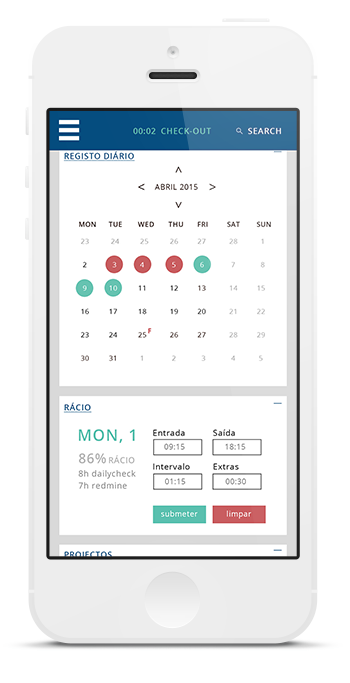 00:02 CHECK-OUT SEARCH
REGISTO DIÁRIO
< ABRIL 2015 >
MON TUE WED THU FRI SAT SUN
23 24 25 26 27 28 1
2 3 4 5 6 7 8
9 10 11 12 13 14 15
16 17 18 19 20 21 22
23 24 25 F 26 27 28 29
30 31 1 2 3 4 5
RÁCIO
MON, 1
86% RÁCIO
8h dailycheck
7h redmine
Entrada Saída
09:15 18:15
Intervalo Extras
01:15 00:30
submeter limpar
PROJECTOS